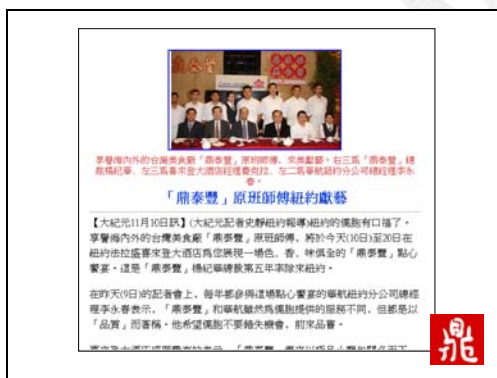 享譽海內外的台灣美食廠「鼎泰豐」原班師傅，來美獻藝。右三為「鼎泰豐」總
裁楊紀華、左三為喜來登大酒店經理費克拉、左二為華航紐約分公司總經理李永
春。
「鼎泰豐」原班師傅紐約獻藝
【大紀元11月10日訊】(大紀元記者史靜紐約報導)紐約的僑胞有口福了。
享譽海內外的台灣美食廠「鼎泰豐」原班師傅，將於今天(10日)至20日在
紐約法拉盛喜來登大酒店為您展現一場色、香、味俱全的「鼎泰豐」點心
饗宴。這是「鼎泰豐」楊紀華總裁第五年率隊來紐約。
在昨天(9日)的記者會上，每年都參與這場點心饗宴的華航紐約分公司總經
理李永春表示，「鼎泰豐」和華航雖然為僑胞提供的服務不同，但都是以
「品質」而著稱。他希望僑胞不要錯失機會，前來品嘗。
鼎